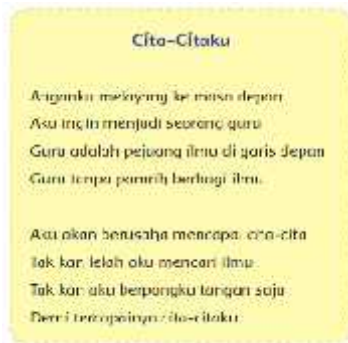 Cita-Citaku
Anganku melayang ke masa depan
Aku ingin menjadi seorang guru
Guru adalah pejuang ilmu di garis depan
Guru tanpa pamrih berbagi ilmu.
Aku akan berusaha mencapai cita-cita
Tak kan lelah aku mencari ilmu
Tak kan aku berpangku tangan saja
Demi tercapainya cita-citaku